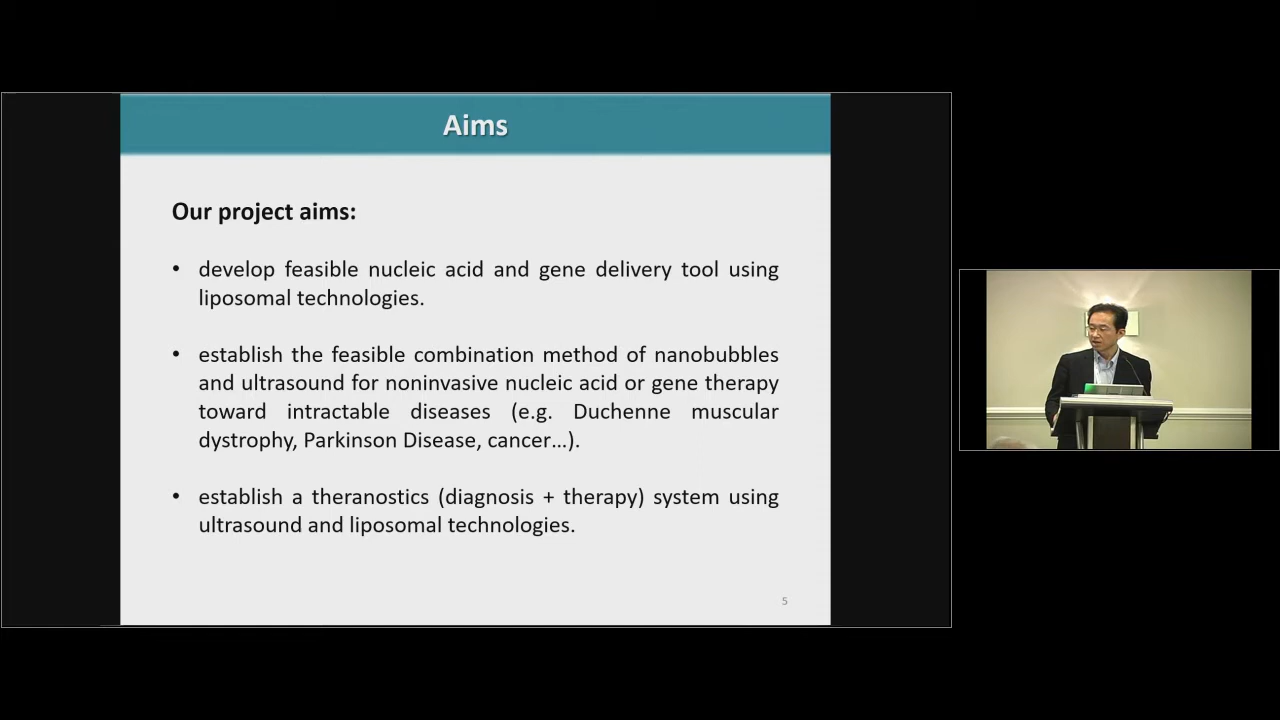 Aims
Our project aims:
• develop feasible nucleic acid and gene delivery tool using
liposomal technologies.
• establish the feasible combination method of nanobubbles
and ultrasound for noninvasive nucleic acid or gene therapy
toward intractable diseases (e.g. Duchenne muscular
dystrophy, Parkinson Disease, cancer…).
• establish a theranostics (diagnosis + therapy) system using
ultrasound and liposomal technologies.
5